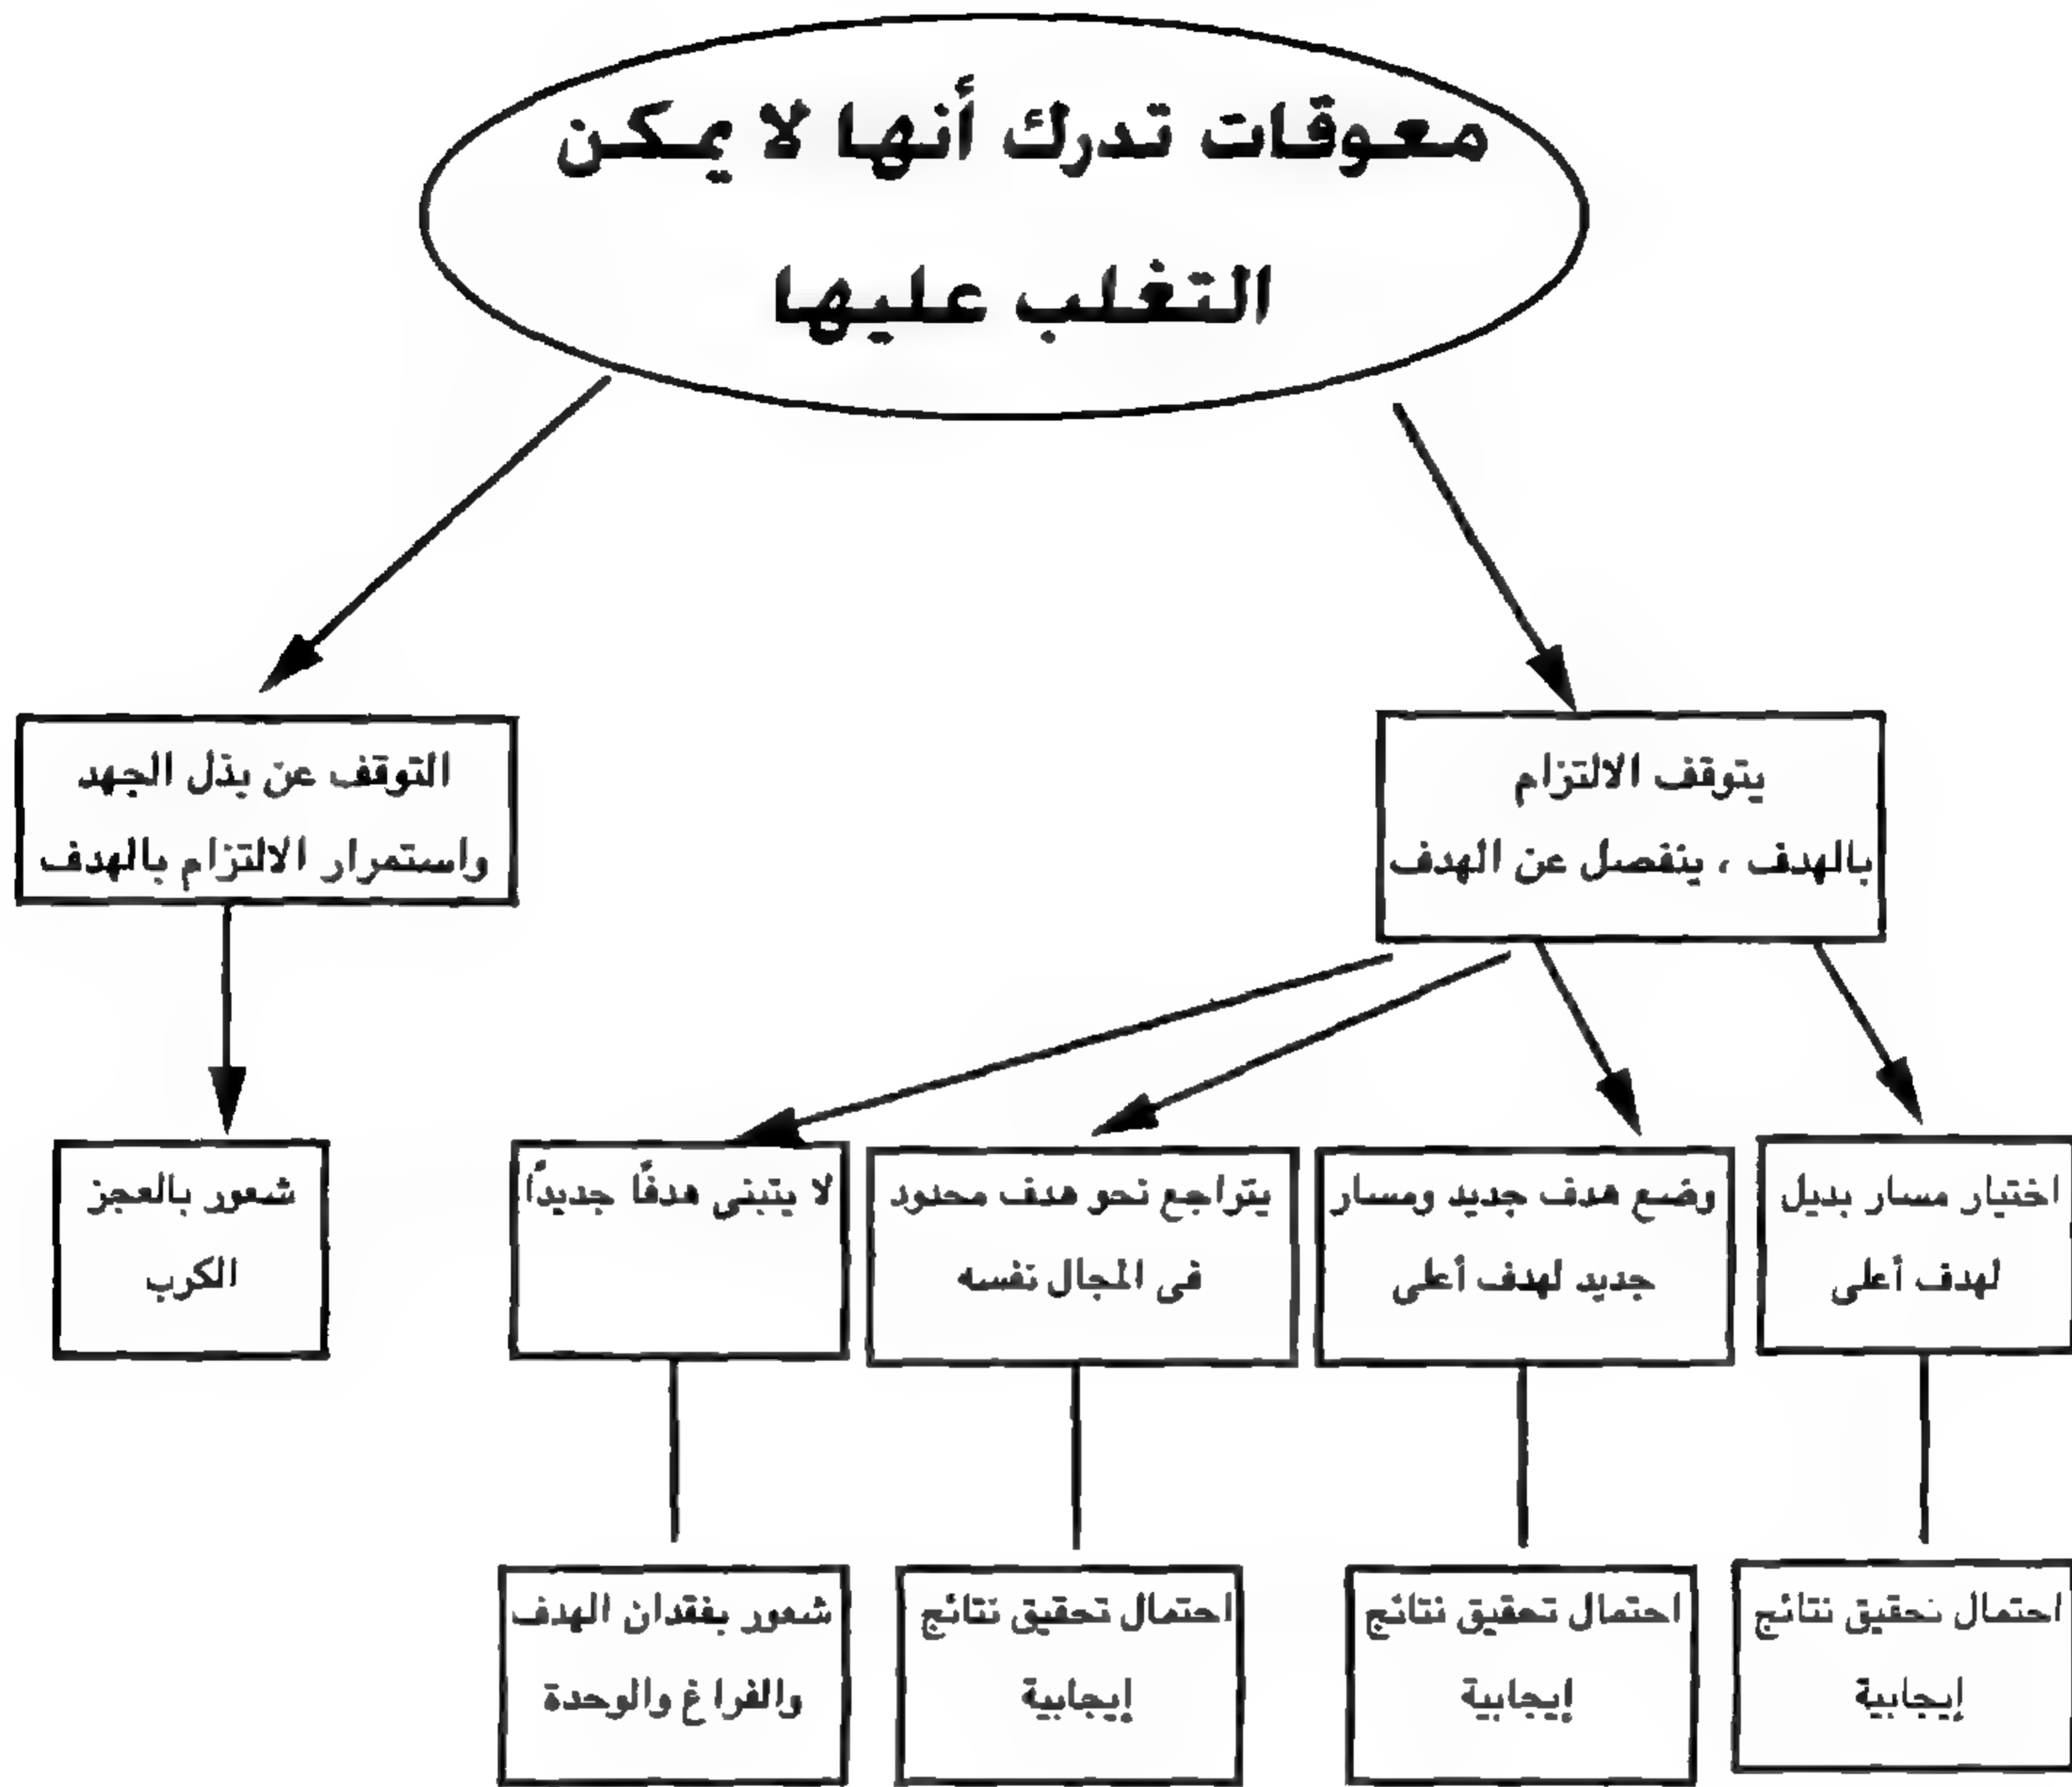 معوقات تدرك أنها لا يمكن
التغلب عليها
يتوقف الالتزام
بالهدف ، ينفصل عن الهدف
التوقف عن بذل الجهد
واستمرار الالتزام بالهدف
اختيار مسار بديل
لهدف أعلى
وضع هدف جديد ومسار
جديد لهدف أعلى
يتراجع نحو هدف محدود
فى المجال نفسه
لا يتبنى هدفًا جديدًا
شعور بالعجز
الكرب
احتمال تحقيق نتائج
إيجابية
احتمال تحقيق نتائج
إيجابية
احتمال تحقيق نتائج
إيجابية
شعور بفقدان الهدف
والفراغ والوحدة